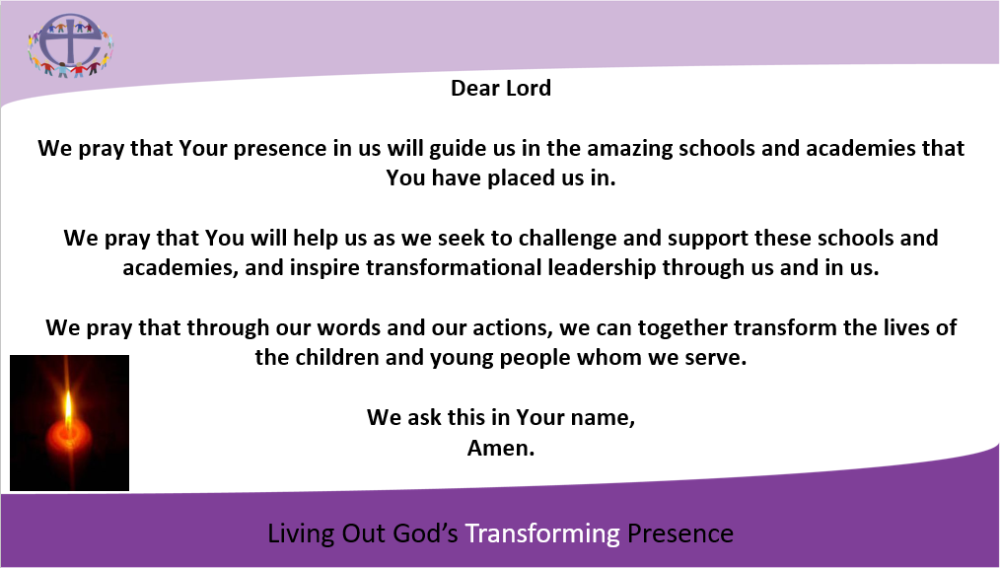 Dear Lord
We pray that Your presence in us will guide us in the amazing schools and academies that
You have placed us in.
We pray that You will help us as we seek to challenge and support these schools and
academies, and inspire transformational leadership through us and in us.
We pray that through our words and our actions, we can together transform the lives of
the children and young people whom we serve.
We ask this in Your name,
Amen.
Living Out God’s Transforming Presence